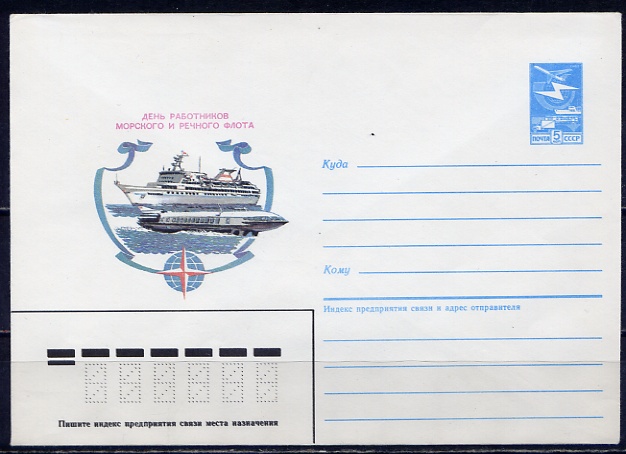 ДЕНЬ РАБОТНИКОВ
МОРСКОГО И РЕЧНОГО ФЛОТА
ПОЧТА 5 СССР
Куда
Кому
Индекс предприятия связи и адрес отправителя
Пишите индекс предприятия связи места назначения